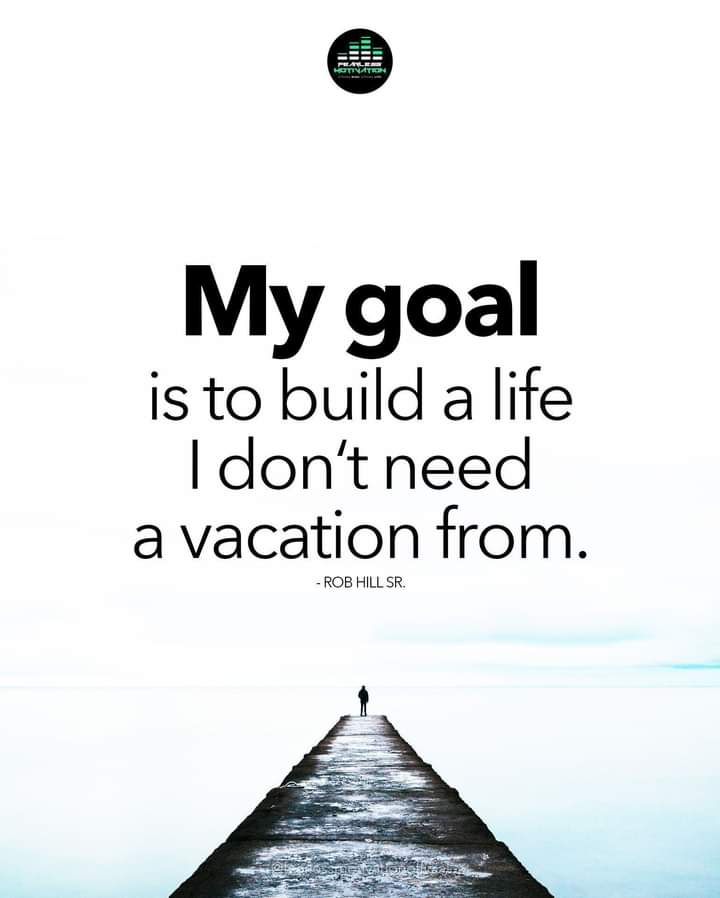 FEARLESS
MOTIVATION
My goal
is to build a life
I don't need
a vacation from.
- ROB HILL SR.